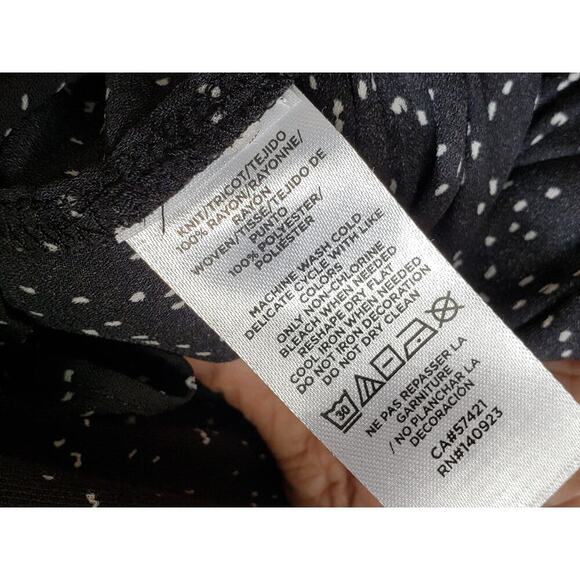 KNIT/TRICOT/TEJIDO
100% RAYON/RAYONNE/
RAYON
WOVEN/TISSE/TEJIDO DE
PUNTO
100% POLYESTER/
POLIÉSTER
MACHINE WASH COLD
DELICATE CYCLE WITH LIKE
COLORS
ONLY NON-CHLORINE
BLEACH WHEN NEEDED
RESHAPE DRY FLAT
COOL IRON WHEN NEEDED
DO NOT IRON DECORATION
DO NOT DRY CLEAN
30
NE PAS REPASSER LA
GARNITURE
/ NO PLANCHAR LA
DECORACIÓN
CA#57421
RN#140923